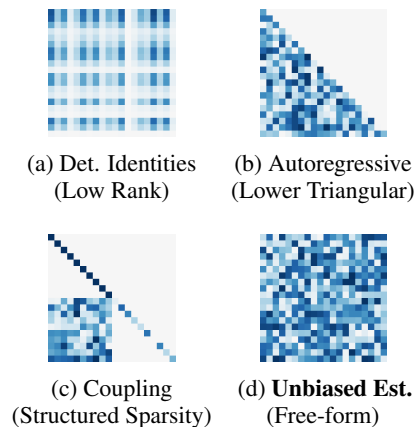 (a) Det. Identities
(Low Rank)
(b) Autoregressive
(Lower Triangular)
(c) Coupling
(Structured Sparsity)
(d) Unbiased Est.
(Free-form)